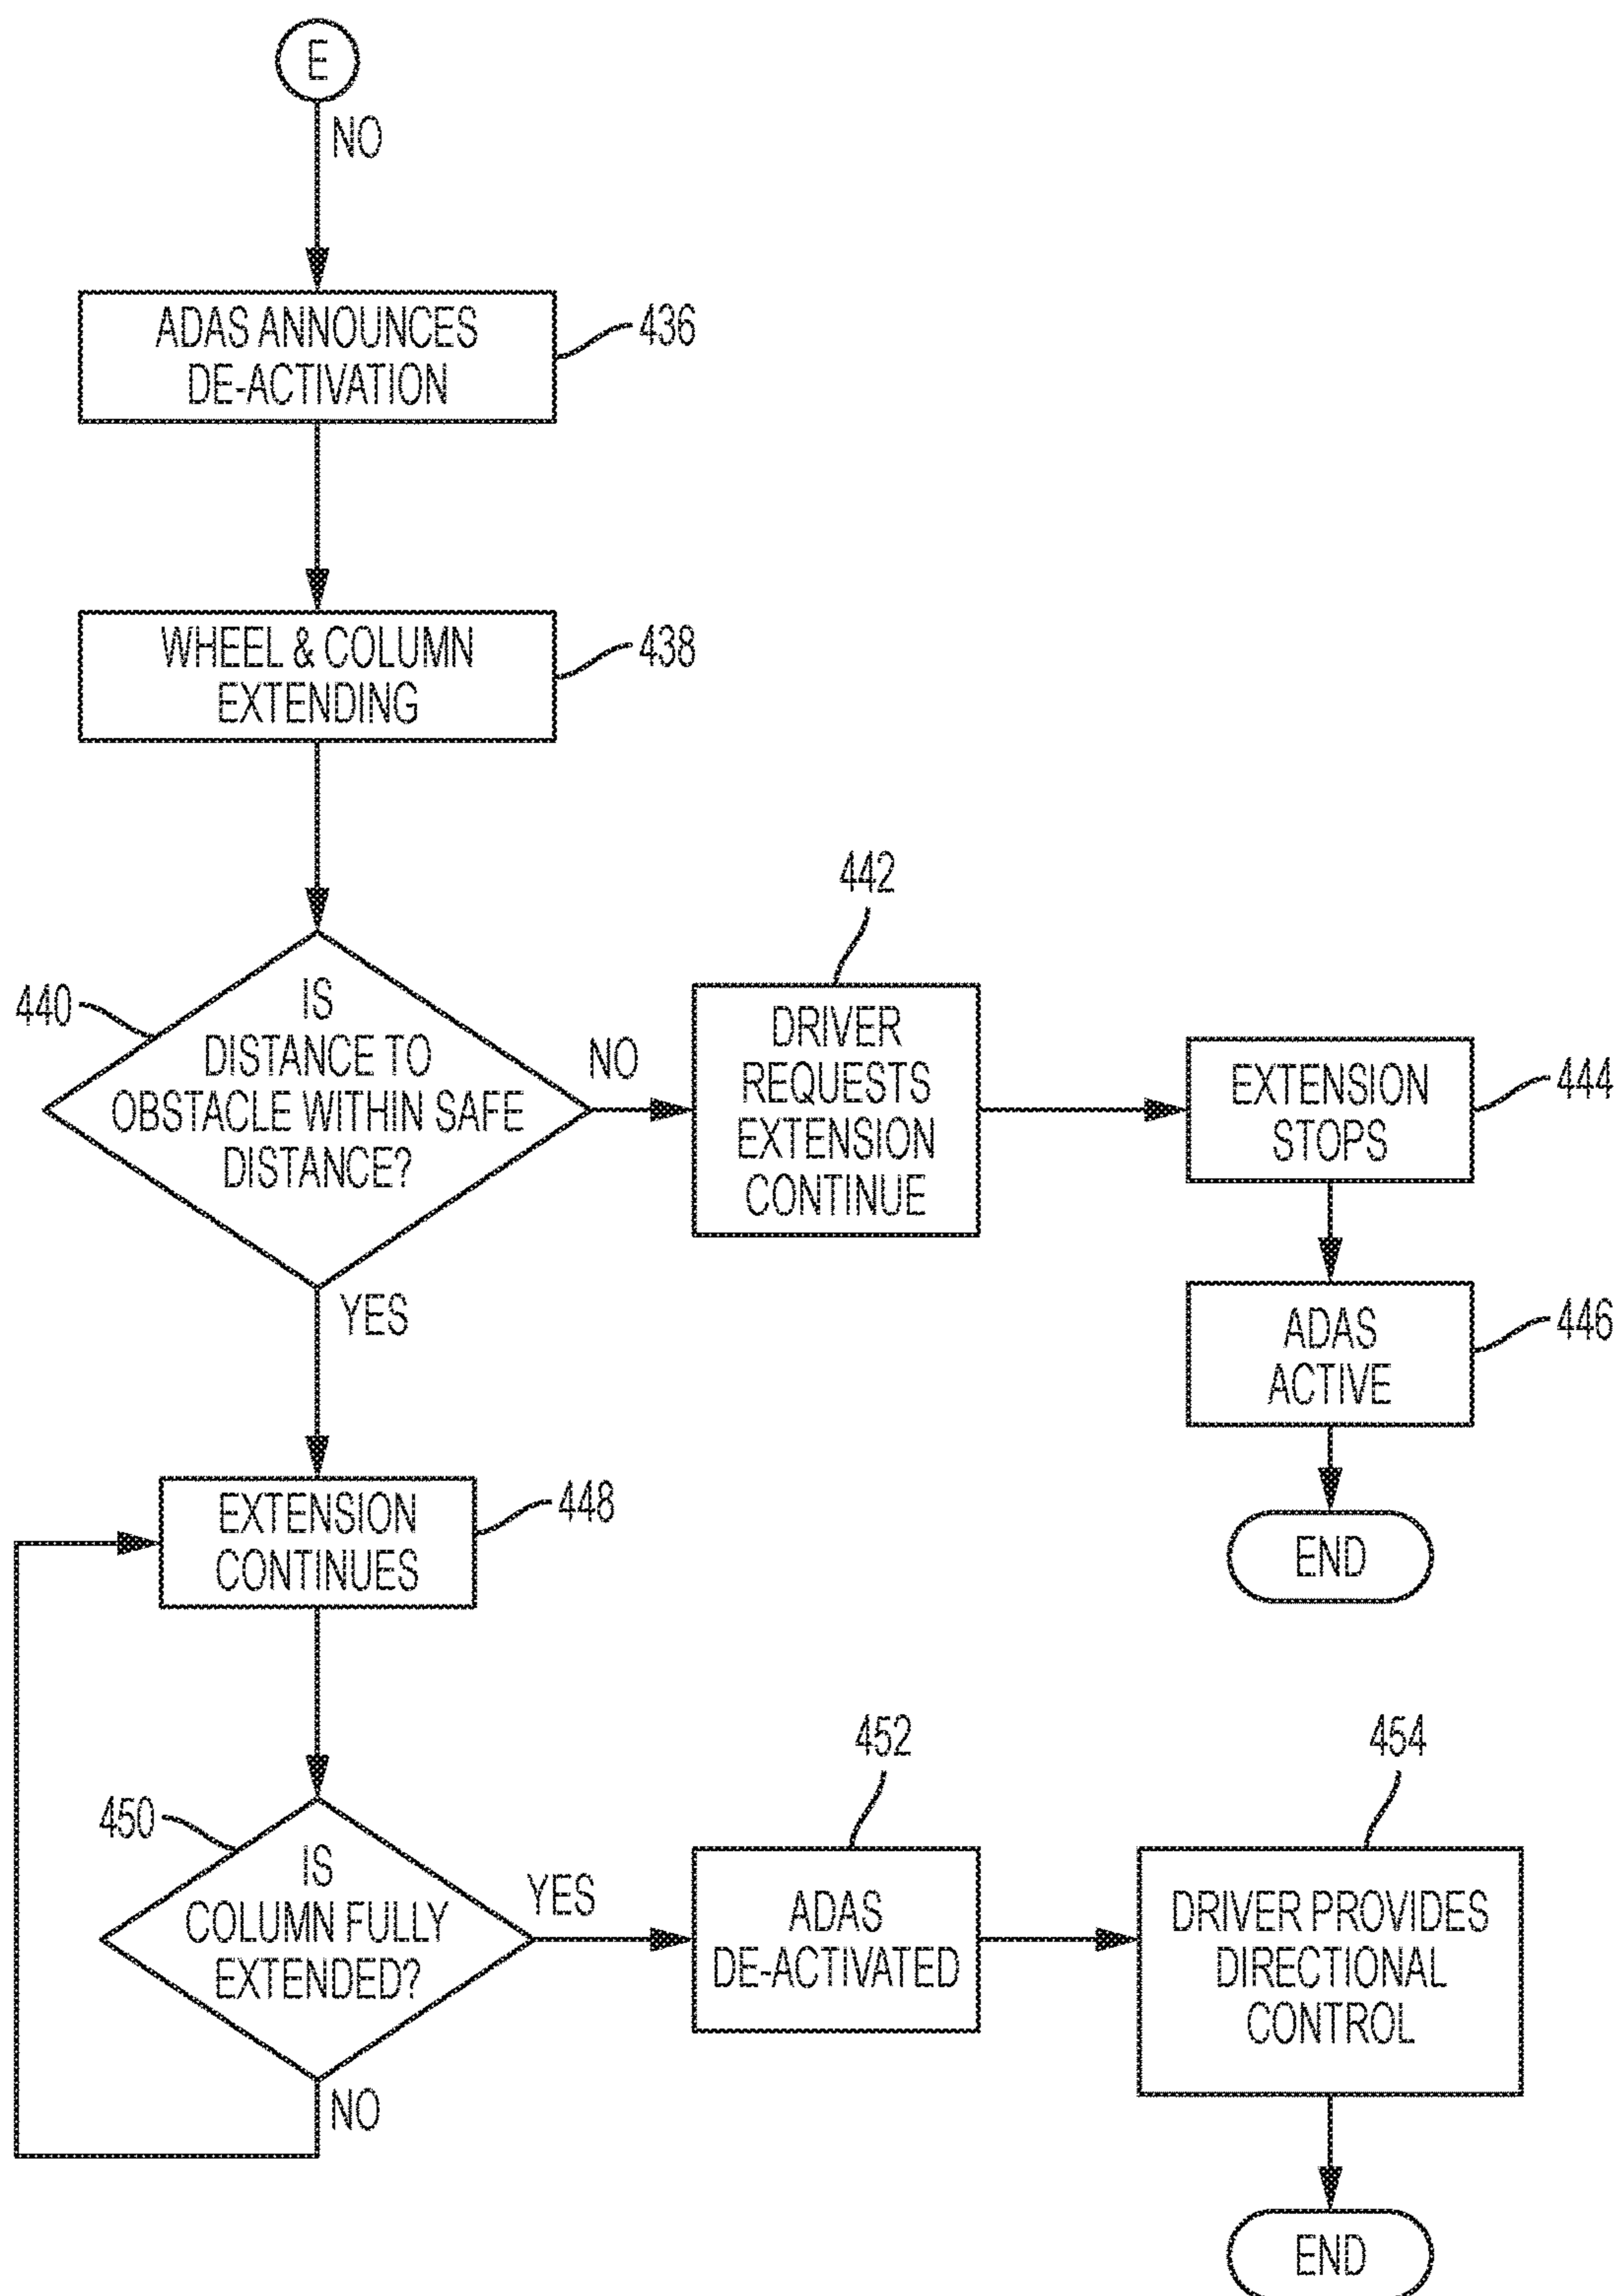 E
NO
ADAS ANNOUNCES
DE-ACTIVATION
436
WHEEL & COLUMN
EXTENDING
438
440
IS
DISTANCE TO
OBSTACLE WITHIN SAFE
DISTANCE?
NO
YES
442
DRIVER
REQUESTS
EXTENSION
CONTINUE
EXTENSION
STOPS
444
ADAS
ACTIVE
446
END
EXTENSION
CONTINUES
448
450
IS
COLUMN FULLY
EXTENDED?
YES
NO
452
ADAS
DE-ACTIVATED
454
DRIVER PROVIDES
DIRECTIONAL
CONTROL
END